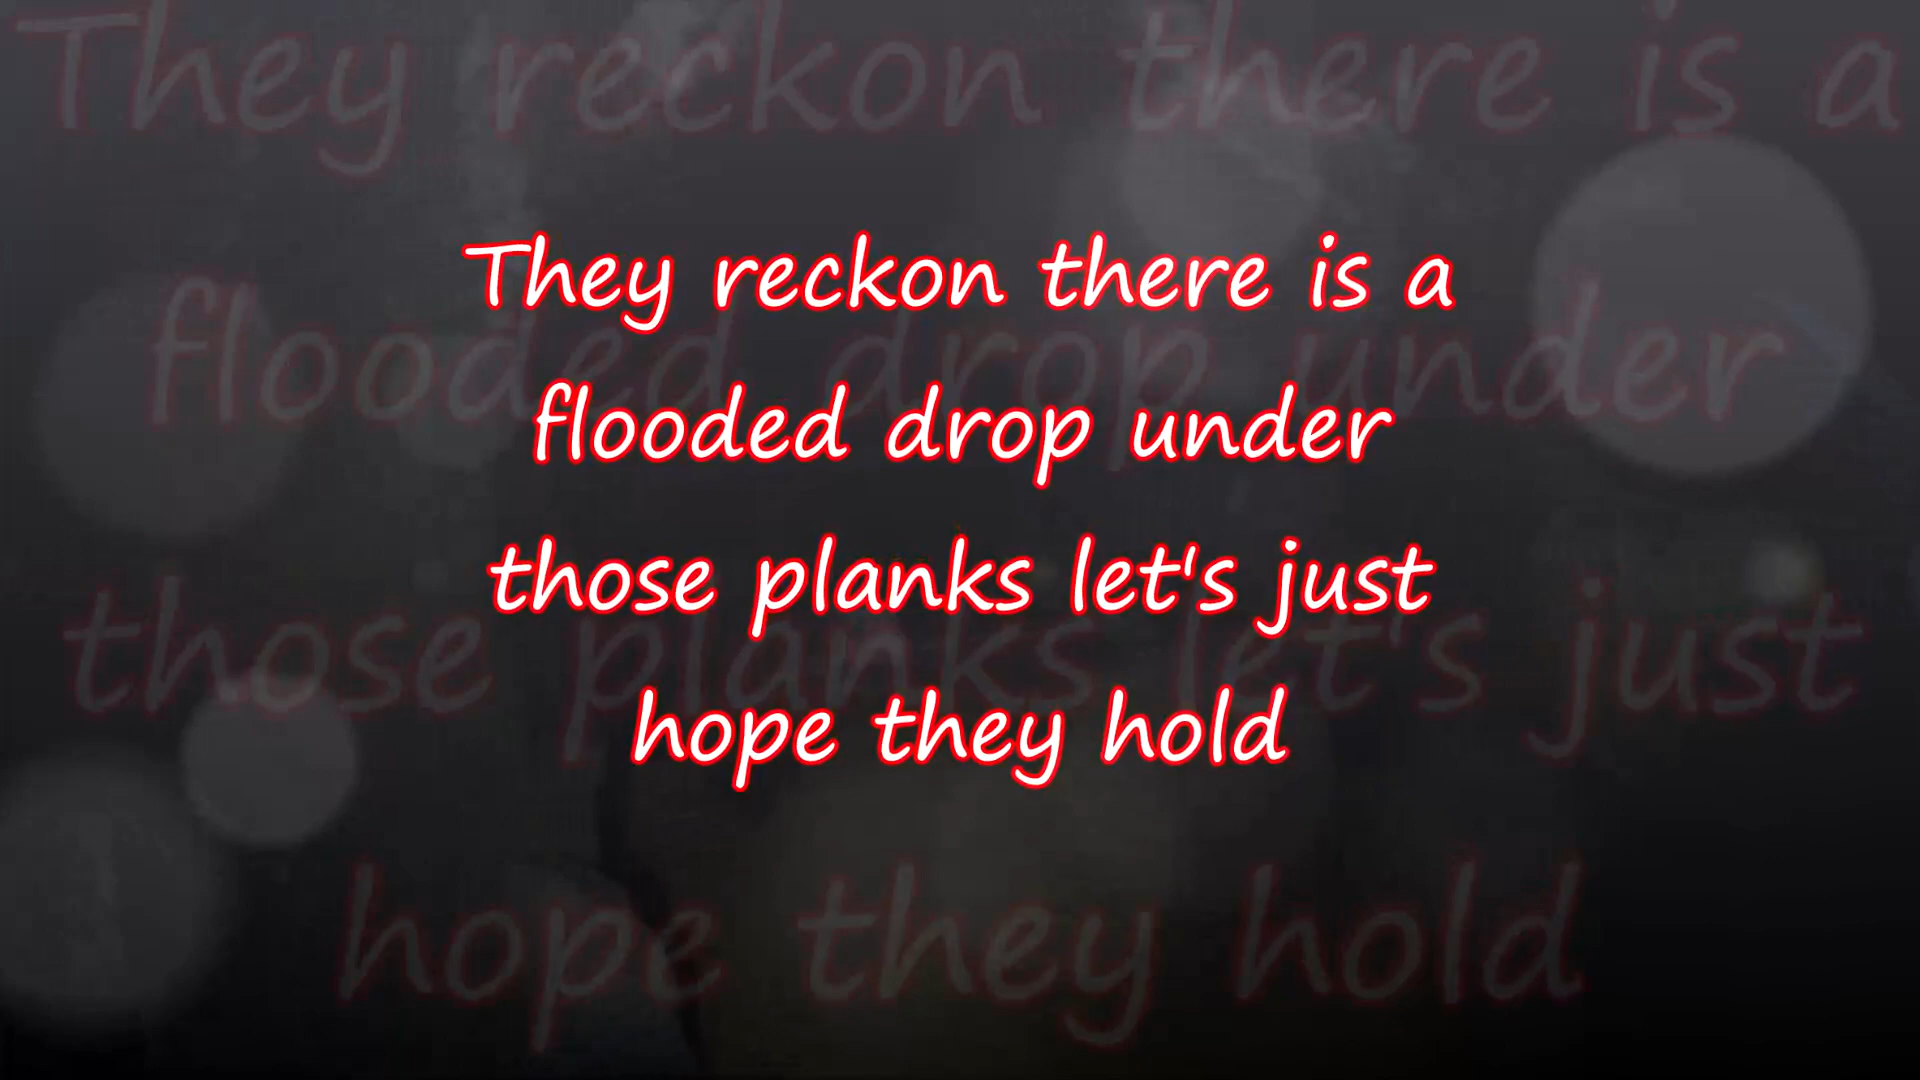 They reckon there is a
flooded drop under
those planks let's just
hope they hold